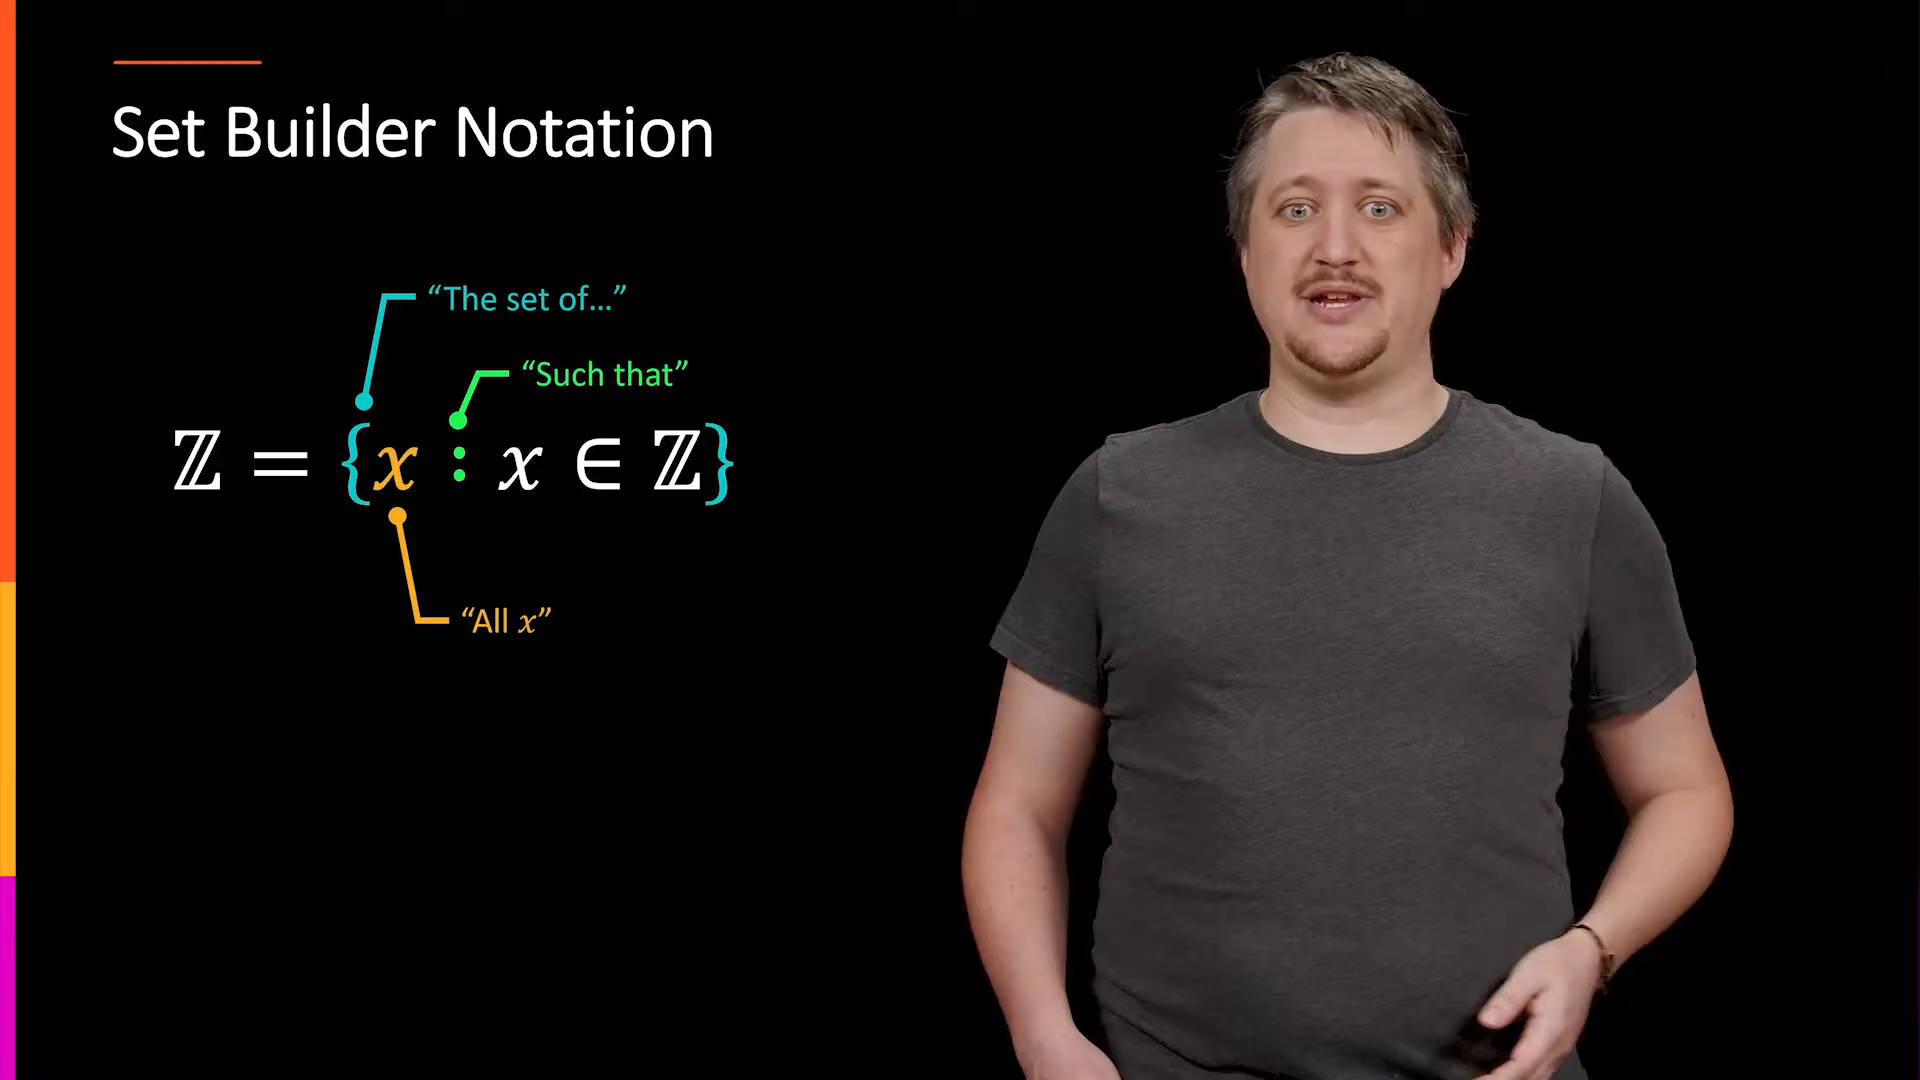 Set Builder Notation
“The set of...”
“Such that”
ℤ = {x : x ∈ ℤ}
“All x”